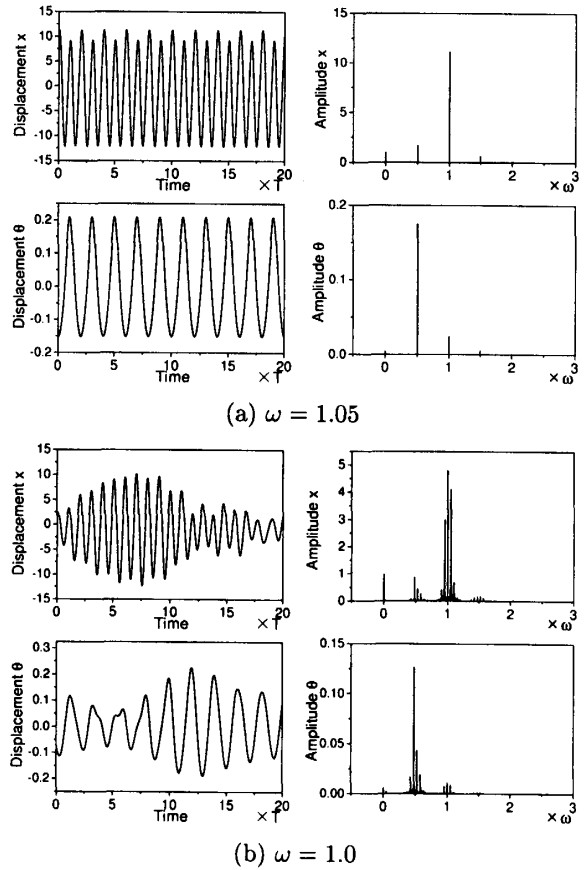 Displacement x
15
10
5
0
-5
-10
-15
0 5 10 15 20
Time × T
Amplitude x
15
10
5
0
0 1 2 3
× ω
Displacement θ
0.2
0.1
0.0
-0.1
-0.2
0 5 10 15 20
Time × T
Amplitude θ
0.2
0.1
0.0
0 1 2 3
× ω
(a) ω = 1.05
Displacement x
15
10
5
0
-5
-10
-15
0 5 10 15 20
Time × T
Amplitude x
5
4
3
2
1
0
0 1 2 3
× ω
Displacement θ
0.3
0.2
0.1
0.0
-0.1
-0.2
0 5 10 15 20
Time × T
Amplitude θ
0.15
0.10
0.05
0.00
0 1 2 3
× ω
(b) ω = 1.0